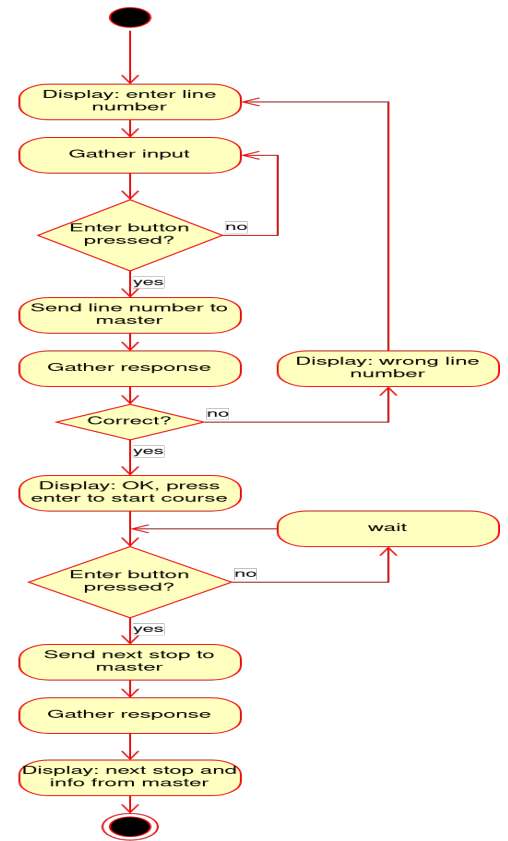 Display: enter line
number
Gather input
Enter button
pressed?
no
yes
Send line number to
master
Gather response
Display: wrong line
number
Correct?
no
yes
Display: OK, press
enter to start course
wait
Enter button
pressed?
no
yes
Send next stop to
master
Gather response
Display: next stop and
info from master